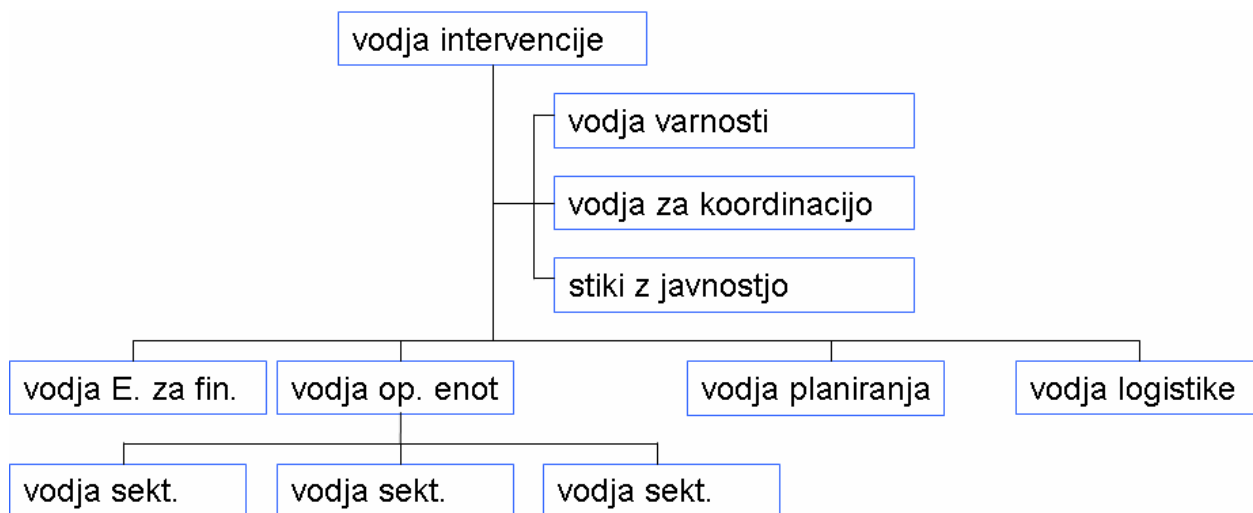 vodja intervencije
vodja varnosti
vodja za koordinacijo
stiki z javnostjo
vodja E. za fin.
vodja op. enot
vodja planiranja
vodja logistike
vodja sekt.
vodja sekt.
vodja sekt.